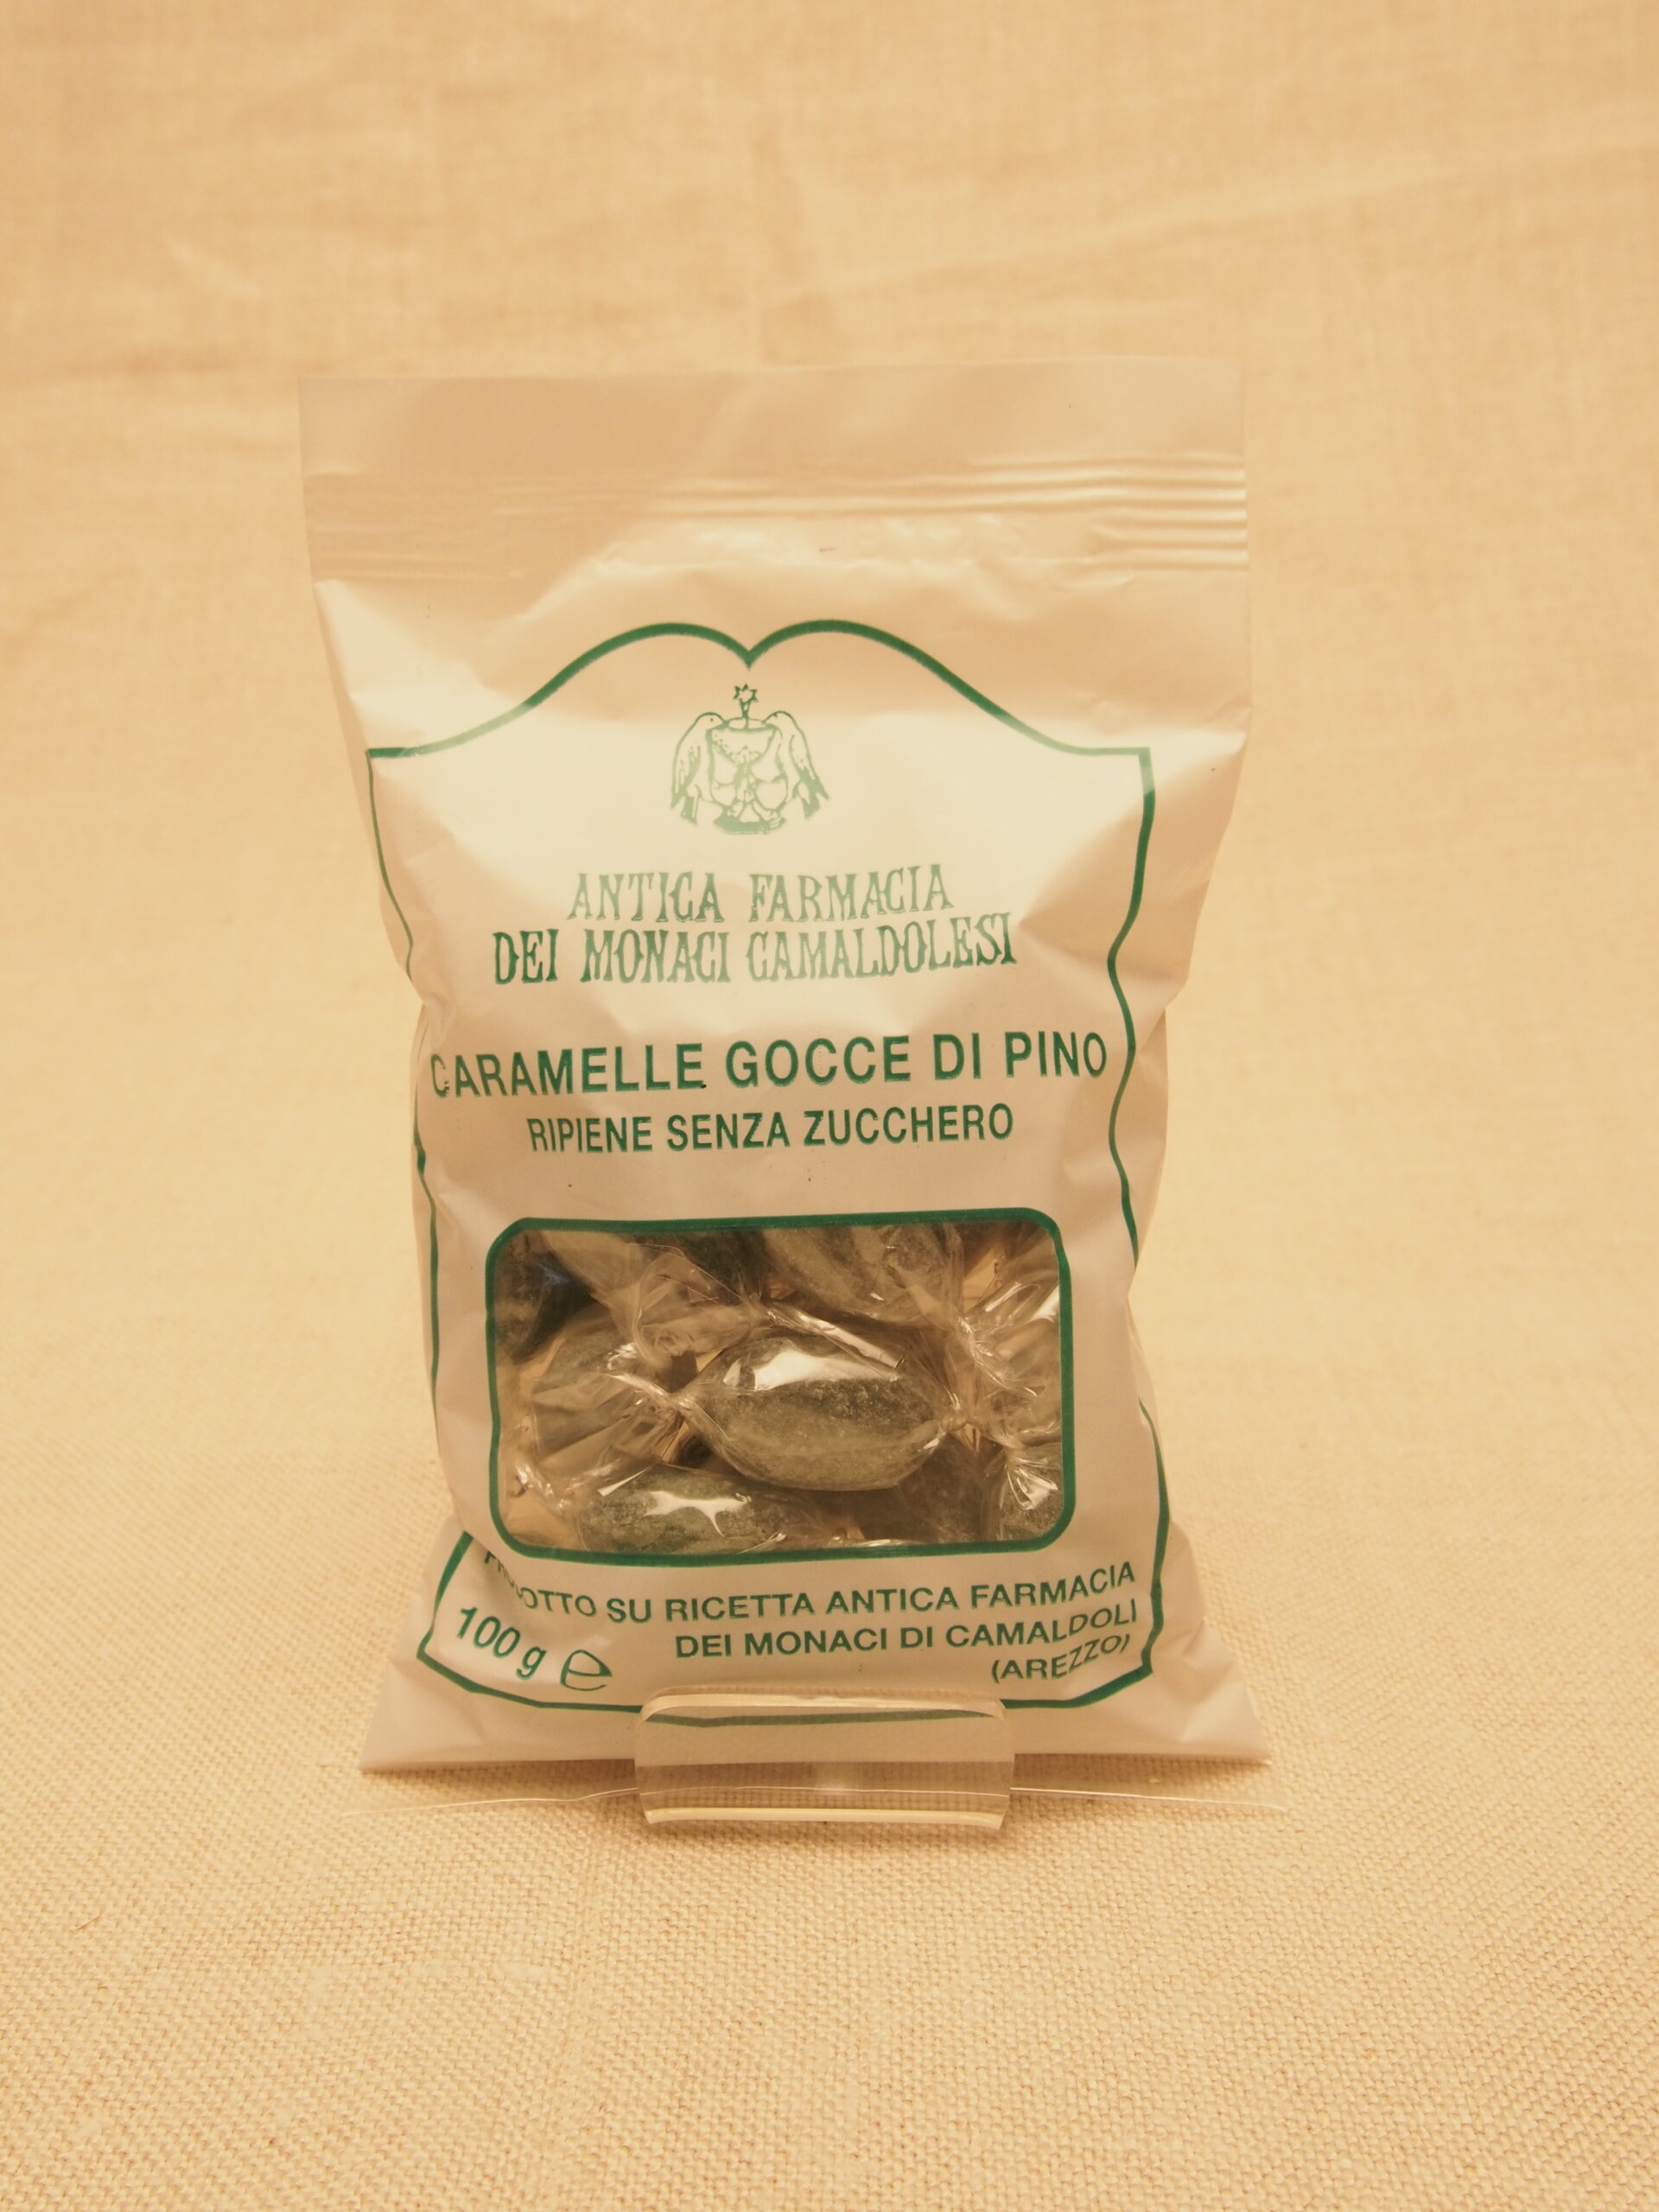 ANTICA FARMACIA
DEI MONACI CAMALDOLESI
CARAMELLE GOCCE DI PINO
RIPIENE SENZA ZUCCHERO
SU RICETTA ANTICA FARMACIA
DEI MONACI DI CAMALDOLI
(AREZZO)
100 g ℮